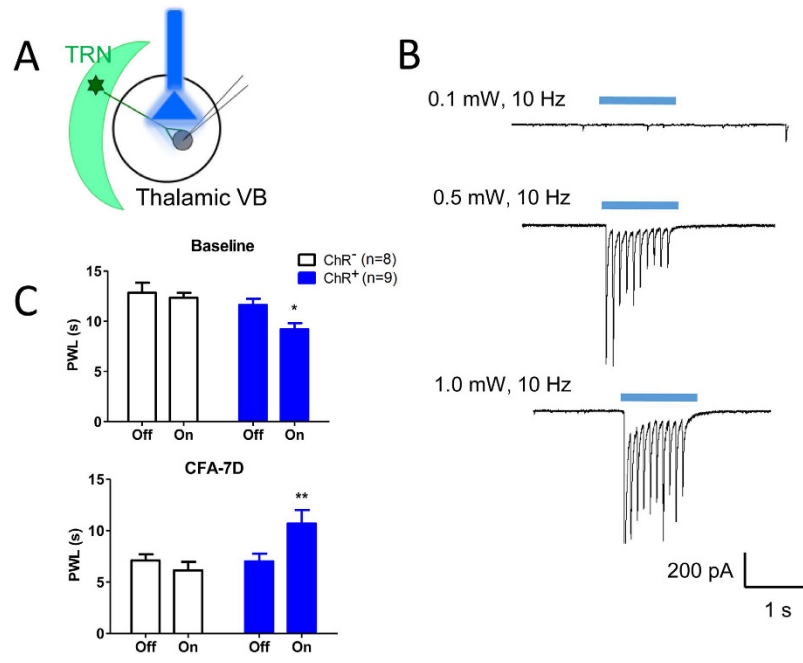 A
TRN
Thalamic VB
B
0.1 mW, 10 Hz
0.5 mW, 10 Hz
1.0 mW, 10 Hz
200 pA
1 s
C
Baseline
ChR⁻ (n=8)
ChR⁺ (n=9)
PWL (s)
15
10
5
0
*
Off
On
Off
On
CFA-7D
PWL (s)
15
10
5
0
**
Off
On
Off
On